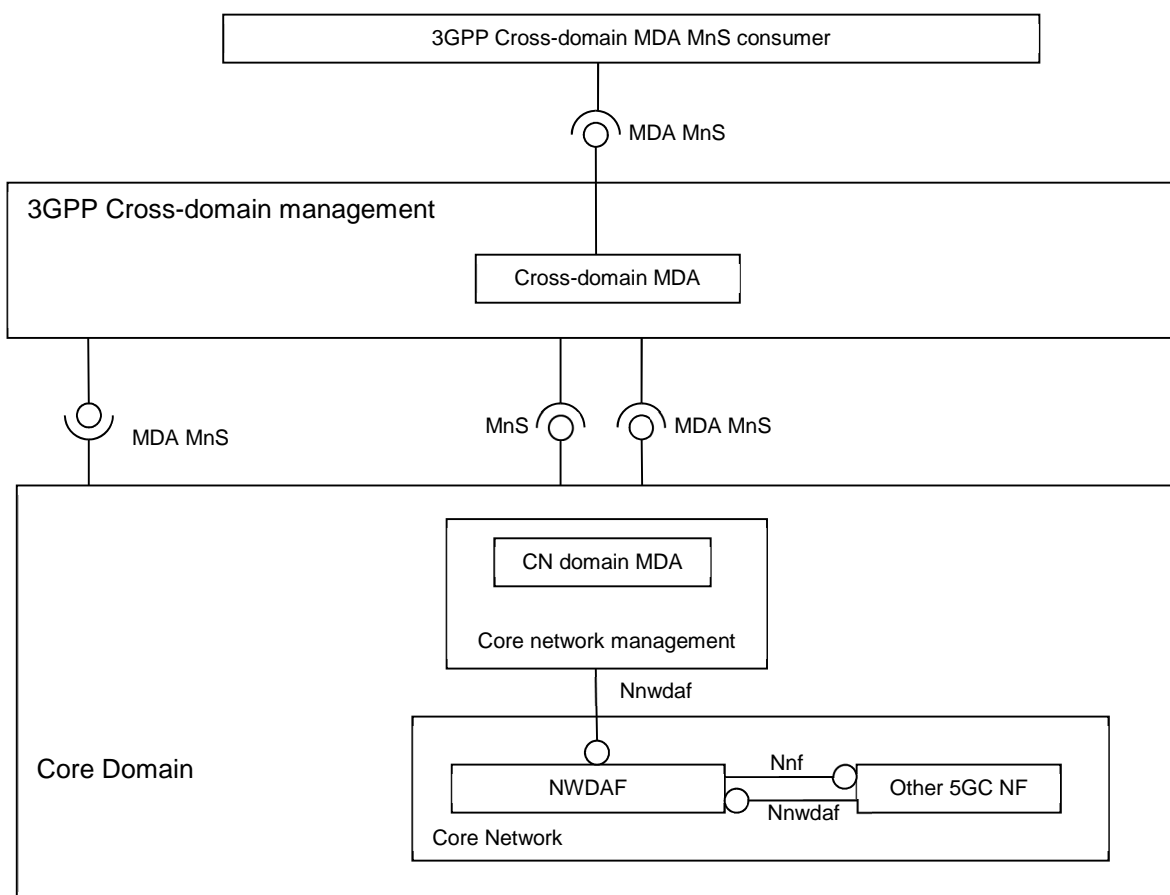 3GPP Cross-domain MDA MnS consumer
MDA MnS
3GPP Cross-domain management
Cross-domain MDA
MDA MnS
MnS
MDA MnS
CN domain MDA
Core network management
Nnwdaf
Core Domain
NWDAF
Nnf
Nnwdaf
Other 5GC NF
Core Network